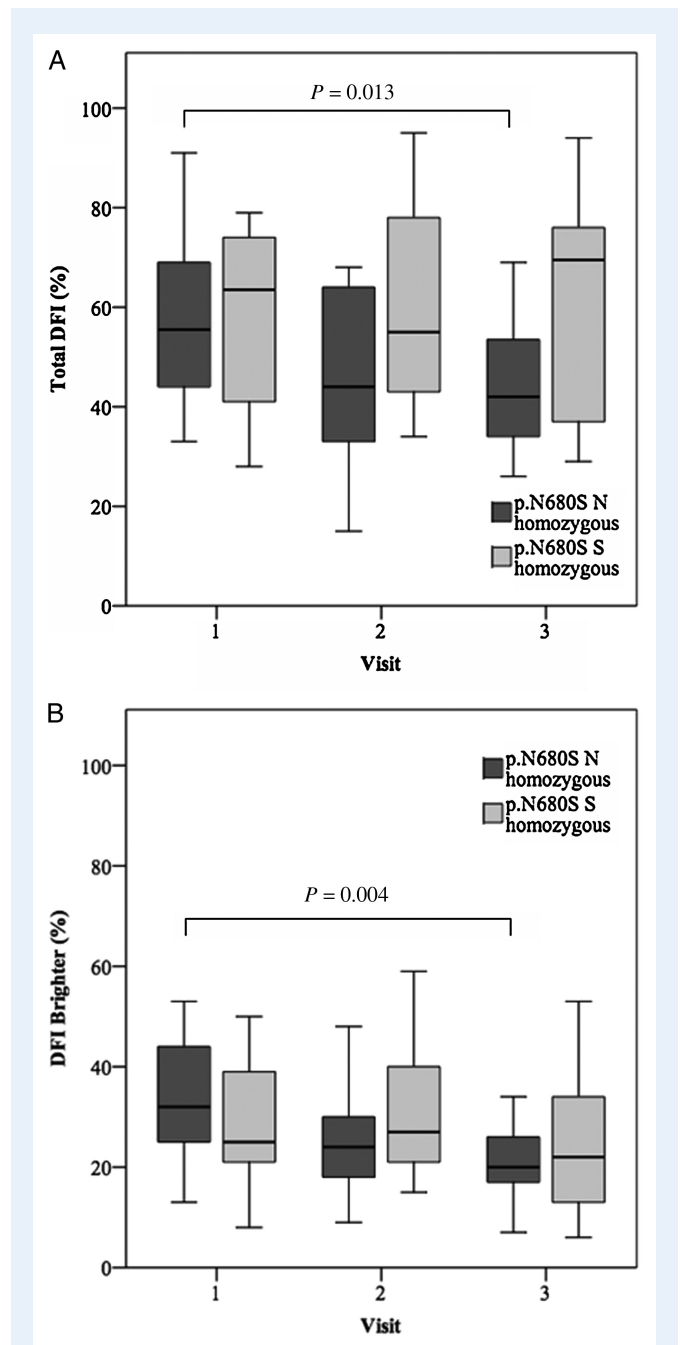 A
P = 0.013
100
80
60
40
20
0
Total DFI (%)
p.N680S N
homozygous
p.N680S S
homozygous
1 2 3
Visit
B
p.N680S N
homozygous
p.N680S S
homozygous
P = 0.004
100
80
60
40
20
0
DFI Brighter (%)
1 2 3
Visit